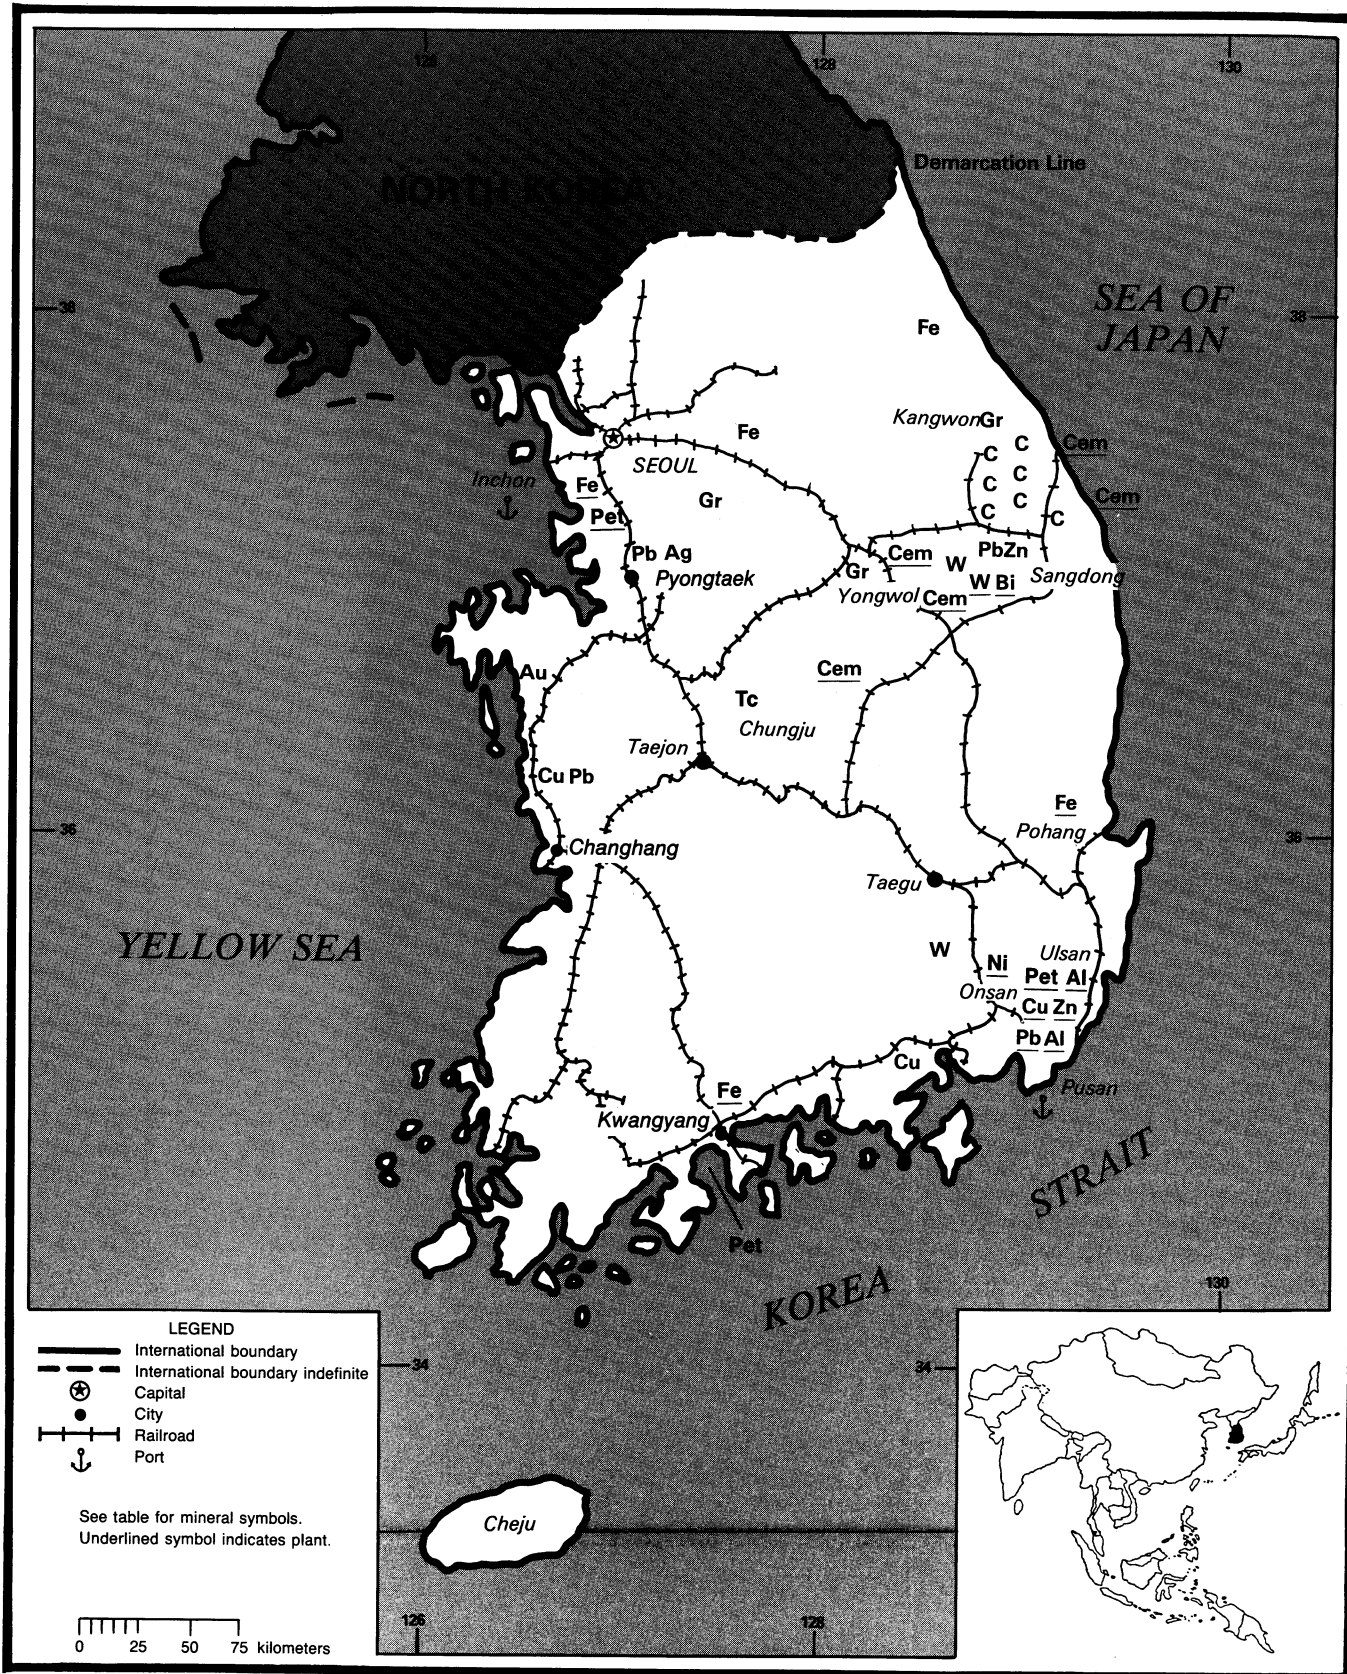 128
130
Demarcation Line
NORTH KOREA
SEA OF
JAPAN
38
38
Fe
Kangwon Gr
C
C
C
C
C
C
C
C
Cem
Cem
Fe
SEOUL
Inchon
Fe
Gr
Pet
Pb Ag
Pyongtaek
Cem
W
Pb Zn
Gr
W Bi
Sangdong
Yongwol
Cem
Au
Cem
Tc
Chungju
Taejon
Cu Pb
Fe
Pohang
36
36
Changhang
Taegu
YELLOW SEA
W
Ni
Ulsan
Pet Al
Onsan
Cu Zn
Pb Al
Cu
Fe
Pusan
Kwangyang
Pet
KOREA
STRAIT
130
34
34
LEGEND
International boundary
International boundary indefinite
Capital
City
Railroad
Port
See table for mineral symbols.
Underlined symbol indicates plant.
0 25 50 75 kilometers
Cheju
126
128